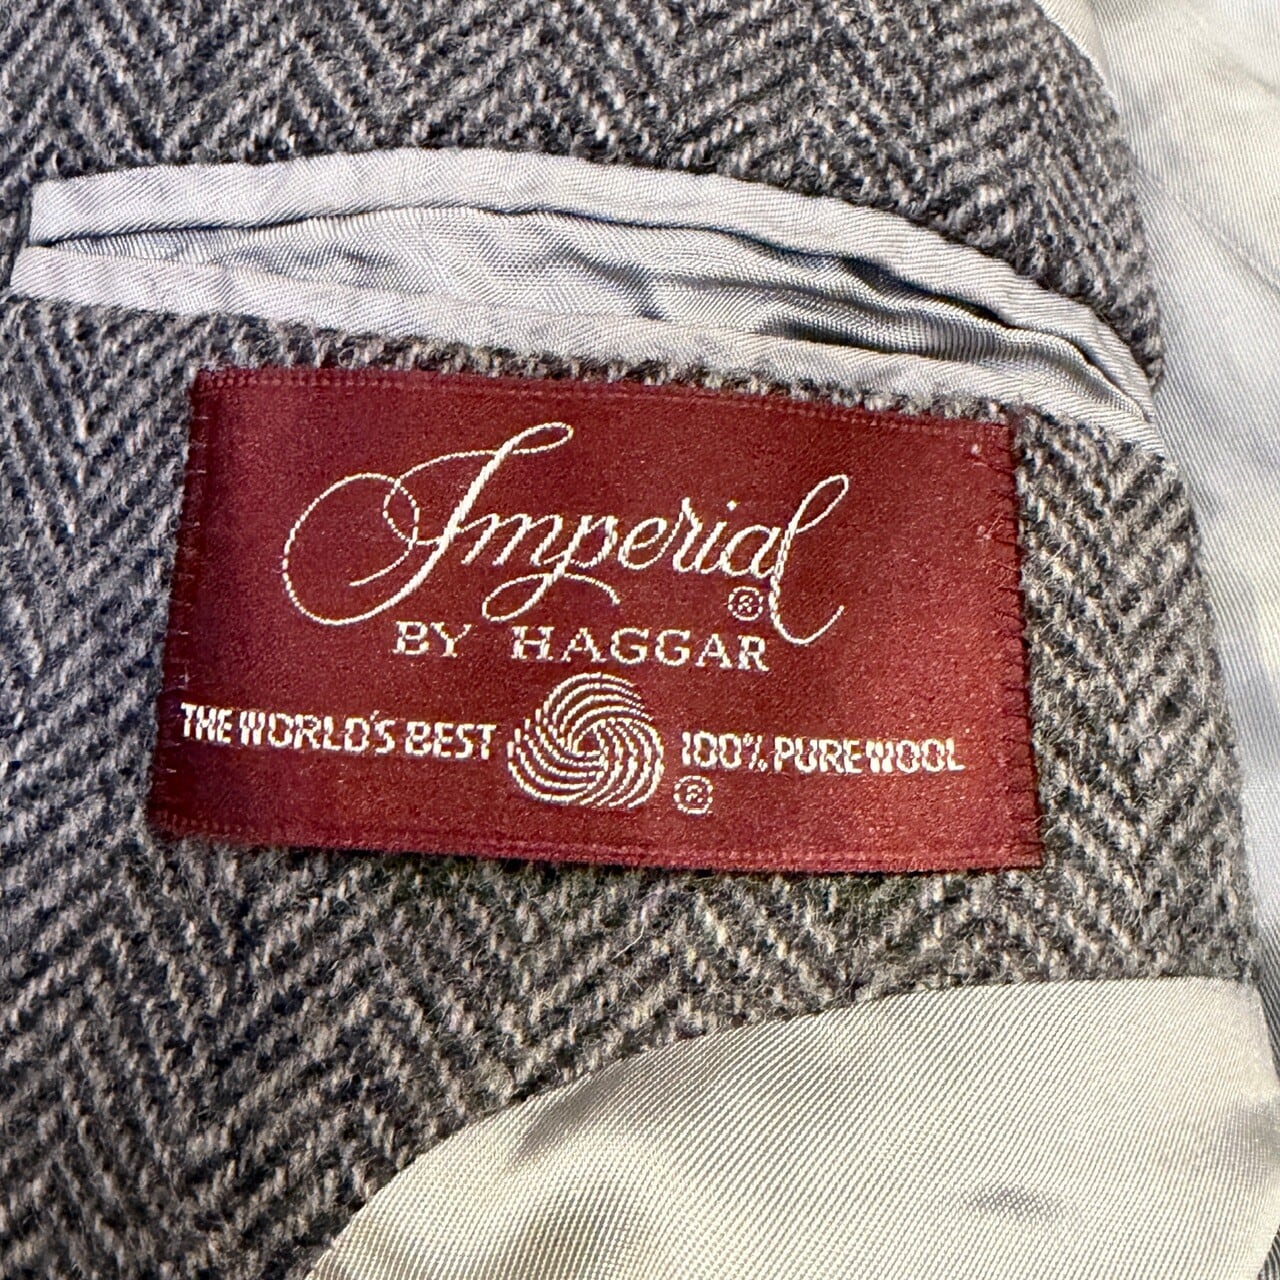 Imperial®
BY HAGGAR
THE WORLD'S BEST 100% PURE WOOL
®